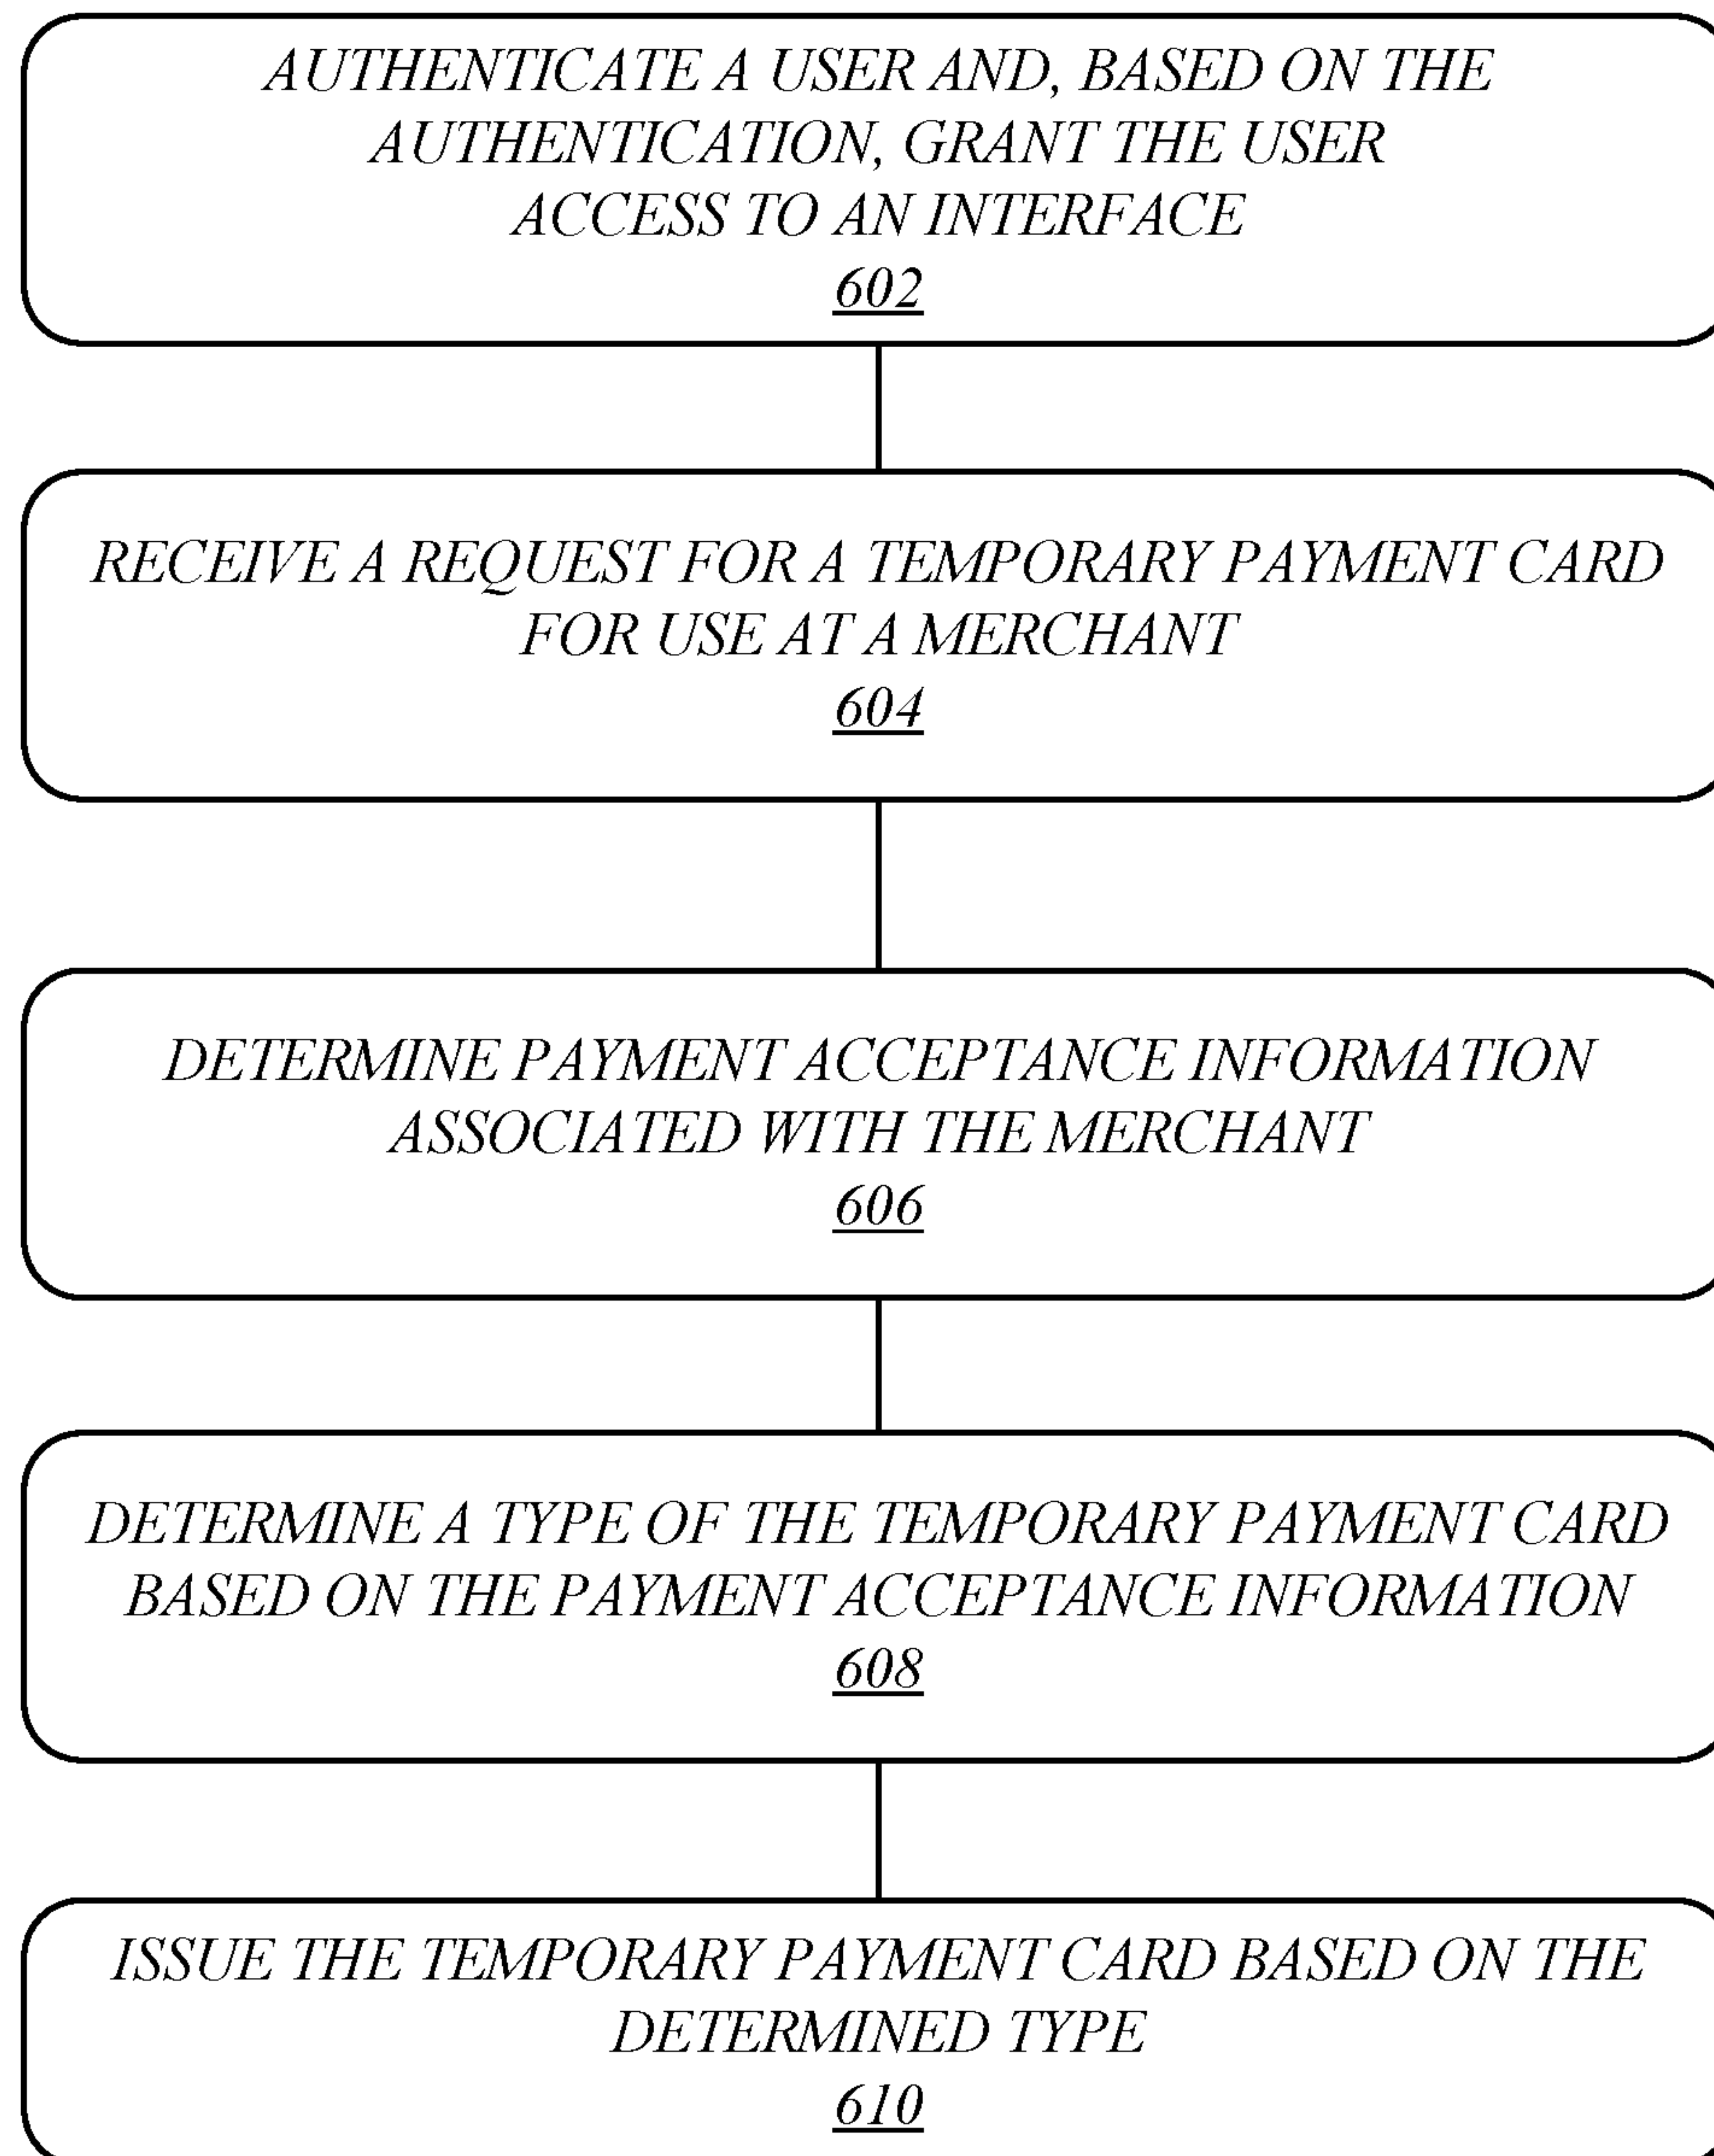 AUTHENTICATE A USER AND, BASED ON THE
AUTHENTICATION, GRANT THE USER
ACCESS TO AN INTERFACE
602
RECEIVE A REQUEST FOR A TEMPORARY PAYMENT CARD
FOR USE AT A MERCHANT
604
DETERMINE PAYMENT ACCEPTANCE INFORMATION
ASSOCIATED WITH THE MERCHANT
606
DETERMINE A TYPE OF THE TEMPORARY PAYMENT CARD
BASED ON THE PAYMENT ACCEPTANCE INFORMATION
608
ISSUE THE TEMPORARY PAYMENT CARD BASED ON THE
DETERMINED TYPE
610